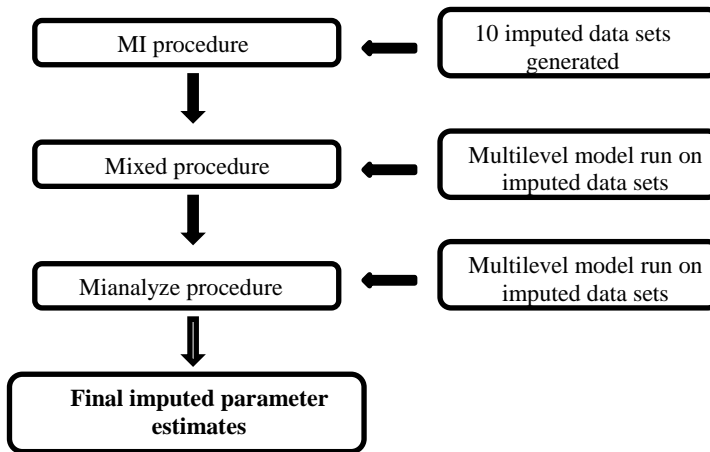 MI procedure
10 imputed data sets
generated
Mixed procedure
Multilevel model run on
imputed data sets
Mianalyze procedure
Multilevel model run on
imputed data sets
Final imputed parameter
estimates